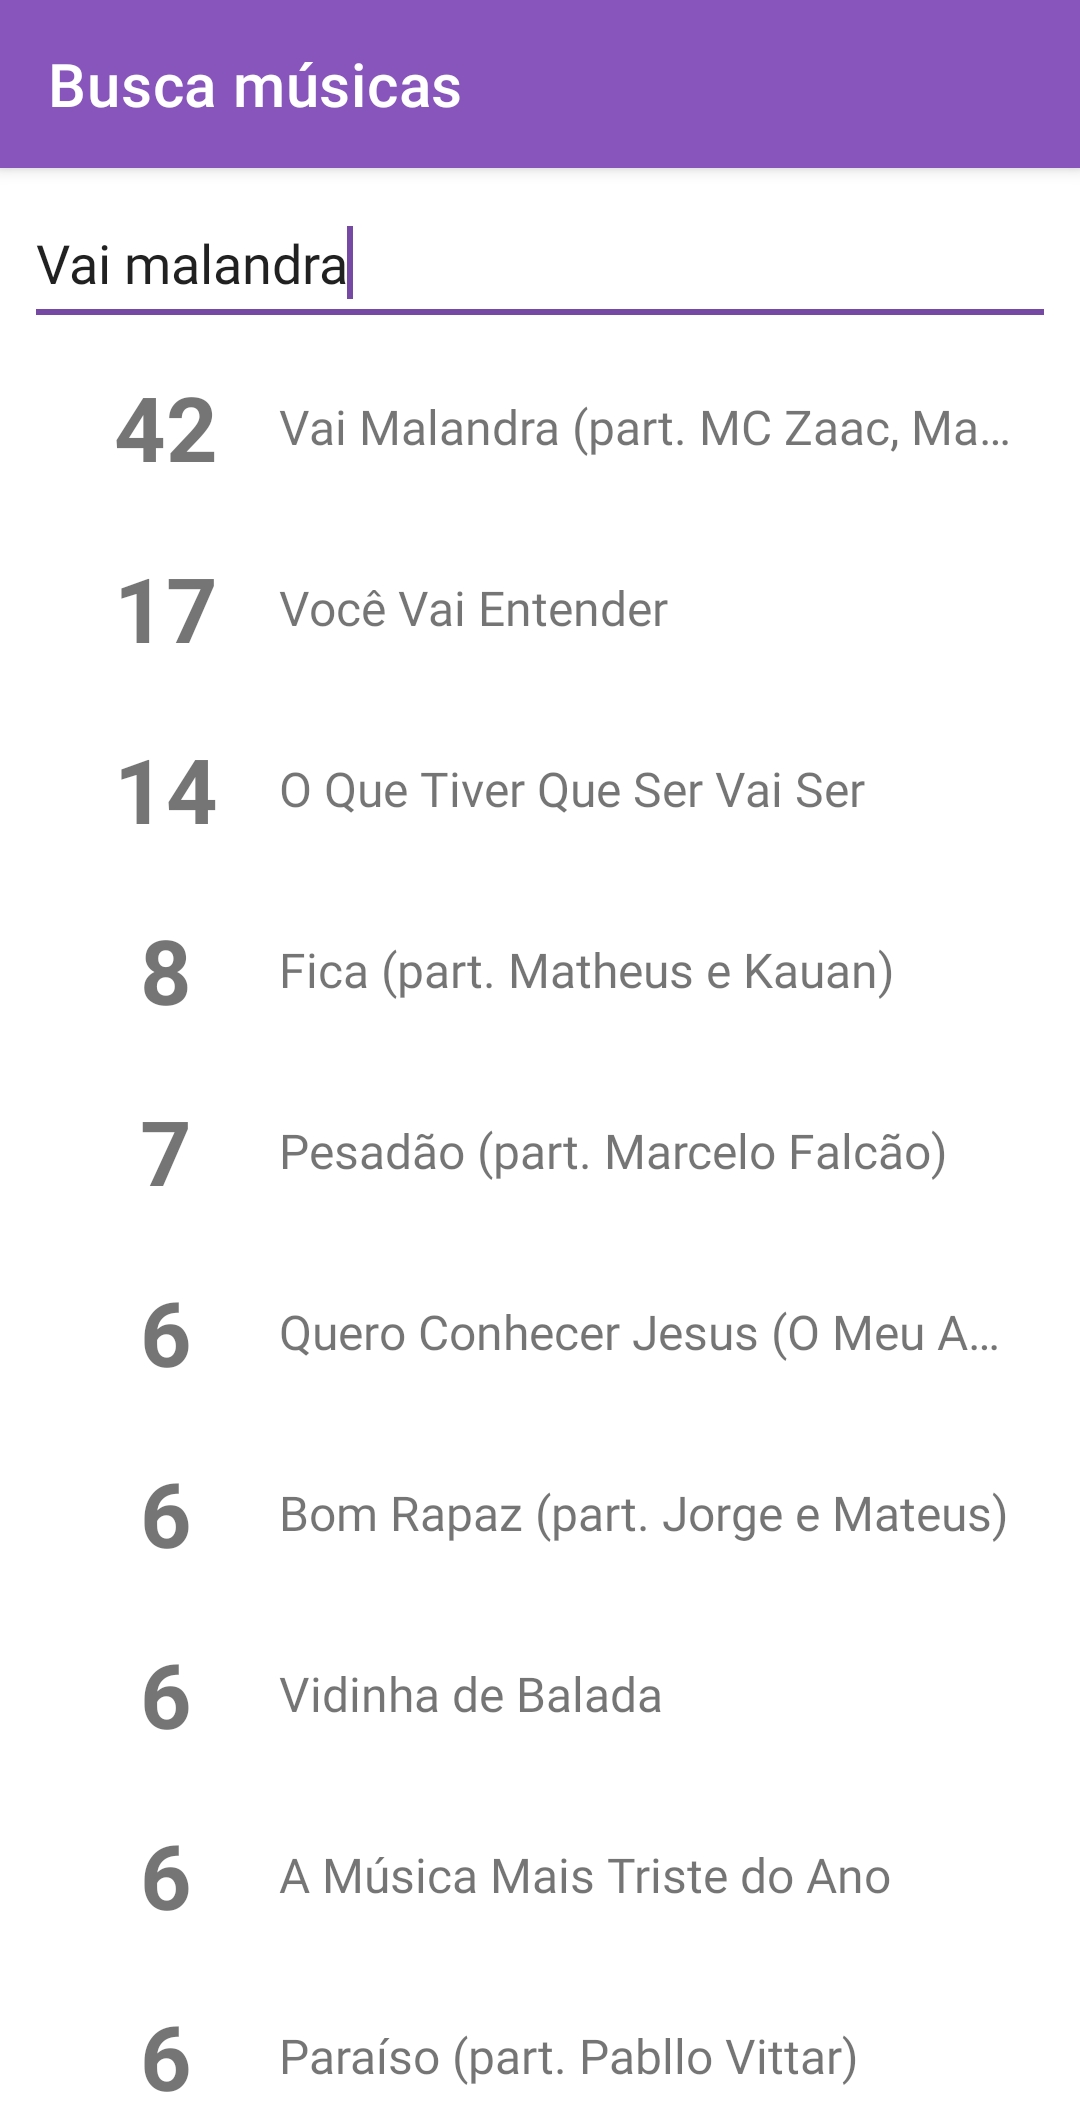 Busca músicas
Vai malandra
42 Vai Malandra (part. MC Zaac, Ma...
17 Você Vai Entender
14 O Que Tiver Que Ser Vai Ser
8 Fica (part. Matheus e Kauan)
7 Pesadão (part. Marcelo Falcão)
6 Quero Conhecer Jesus (O Meu A...
6 Bom Rapaz (part. Jorge e Mateus)
6 Vidinha de Balada
6 A Música Mais Triste do Ano
6 Paraíso (part. Pabllo Vittar)